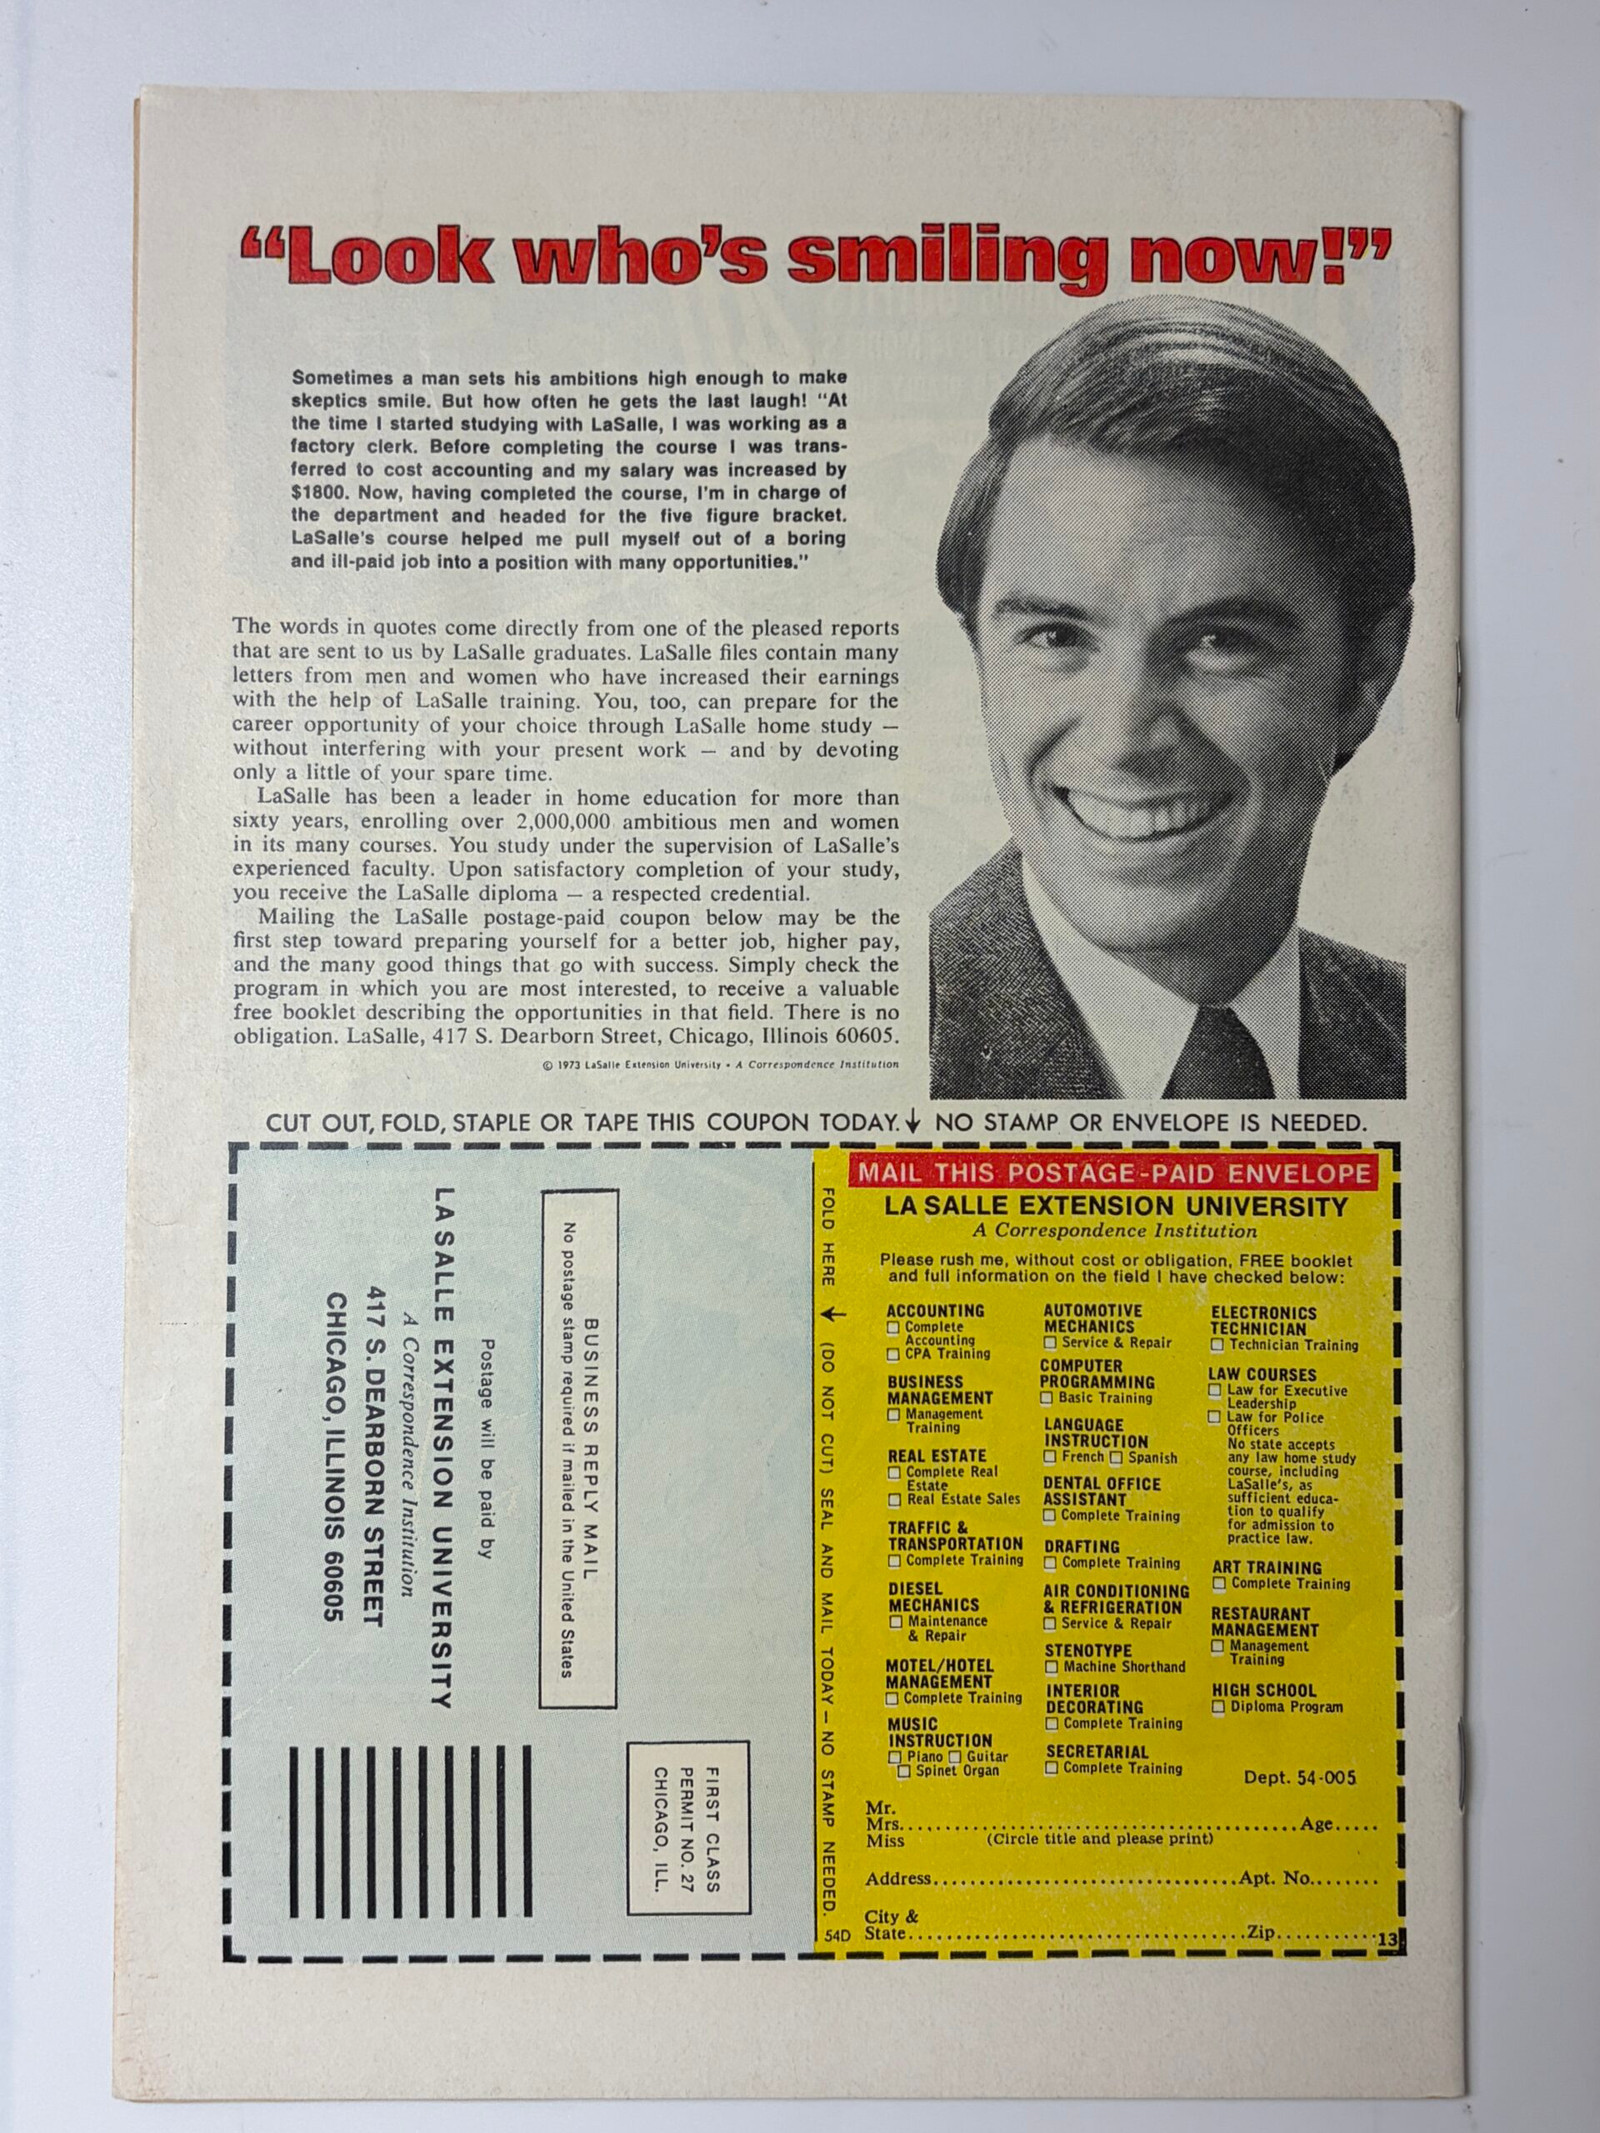 “Look who’s smiling now!”
Sometimes a man sets his ambitions high enough to make
skeptics smile. But how often he gets the last laugh! “At
the time I started studying with LaSalle, I was working as a
factory clerk. Before completing the course I was trans-
ferred to cost accounting and my salary was increased by
$1800. Now, having completed the course, I’m in charge of
the department and headed for the five figure bracket.
LaSalle’s course helped me pull myself out of a boring
and ill-paid job into a position with many opportunities.”
The words in quotes come directly from one of the pleased reports
that are sent to us by LaSalle graduates. LaSalle files contain many
letters from men and women who have increased their earnings
with the help of LaSalle training. You, too, can prepare for the
career opportunity of your choice through LaSalle home study —
without interfering with your present work — and by devoting
only a little of your spare time.
LaSalle has been a leader in home education for more than
sixty years, enrolling over 2,000,000 ambitious men and women
in its many courses. You study under the supervision of LaSalle’s
experienced faculty. Upon satisfactory completion of your study,
you receive the LaSalle diploma — a respected credential.
Mailing the LaSalle postage-paid coupon below may be the
first step toward preparing yourself for a better job, higher pay,
and the many good things that go with success. Simply check the
program in which you are most interested, to receive a valuable
free booklet describing the opportunities in that field. There is no
obligation. LaSalle, 417 S. Dearborn Street, Chicago, Illinois 60605.
© 1973 LaSalle Extension University • A Correspondence Institution
CUT OUT, FOLD, STAPLE OR TAPE THIS COUPON TODAY. ↓ NO STAMP OR ENVELOPE IS NEEDED.
FIRST CLASS
PERMIT NO. 27
CHICAGO, ILL.
BUSINESS REPLY MAIL
No postage stamp required if mailed in the United States
Postage will be paid by
LA SALLE EXTENSION UNIVERSITY
A Correspondence Institution
417 S. DEARBORN STREET
CHICAGO, ILLINOIS 60605
FOLD HERE ↓ (DO NOT CUT) SEAL AND MAIL TODAY — NO STAMP NEEDED.
54D
MAIL THIS POSTAGE-PAID ENVELOPE
LA SALLE EXTENSION UNIVERSITY
A Correspondence Institution
Please rush me, without cost or obligation, FREE booklet
and full information on the field I have checked below:
ACCOUNTING
☐ Complete
Accounting
☐ CPA Training
BUSINESS
MANAGEMENT
☐ Management
Training
REAL ESTATE
☐ Complete Real
Estate
☐ Real Estate Sales
TRAFFIC &
TRANSPORTATION
☐ Complete Training
DIESEL
MECHANICS
☐ Maintenance
& Repair
MOTEL/HOTEL
MANAGEMENT
☐ Complete Training
MUSIC
INSTRUCTION
☐ Piano ☐ Guitar
☐ Spinet Organ
AUTOMOTIVE
MECHANICS
☐ Service & Repair
COMPUTER
PROGRAMMING
☐ Basic Training
LANGUAGE
INSTRUCTION
☐ French ☐ Spanish
DENTAL OFFICE
ASSISTANT
☐ Complete Training
DRAFTING
☐ Complete Training
AIR CONDITIONING
& REFRIGERATION
☐ Service & Repair
STENOTYPE
☐ Machine Shorthand
INTERIOR
DECORATING
☐ Complete Training
SECRETARIAL
☐ Complete Training
ELECTRONICS
TECHNICIAN
☐ Technician Training
LAW COURSES
☐ Law for Executive
Leadership
☐ Law for Police
Officers
No state accepts
any law home study
course, including
LaSalle’s, as
sufficient educa-
tion to qualify
for admission to
practice law.
ART TRAINING
☐ Complete Training
RESTAURANT
MANAGEMENT
☐ Management
Training
HIGH SCHOOL
☐ Diploma Program
Dept. 54-005
Mr.
Mrs. Age
Miss (Circle title and please print)
Address Apt. No.
City &
State Zip 13